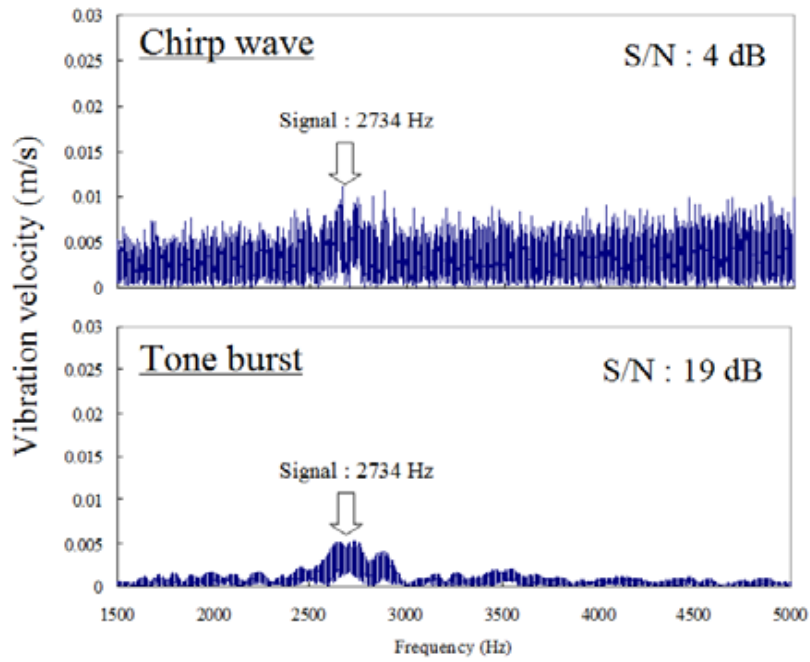 0.03
Chirp wave
S/N : 4 dB
0.025
0.02
Signal : 2734 Hz
0.015
0.01
0.005
0
Vibration velocity (m/s)
0.03
Tone burst
S/N : 19 dB
0.025
0.02
0.015
Signal : 2734 Hz
0.01
0.005
0
1500 2000 2500 3000 3500 4000 4500 5000
Frequency (Hz)